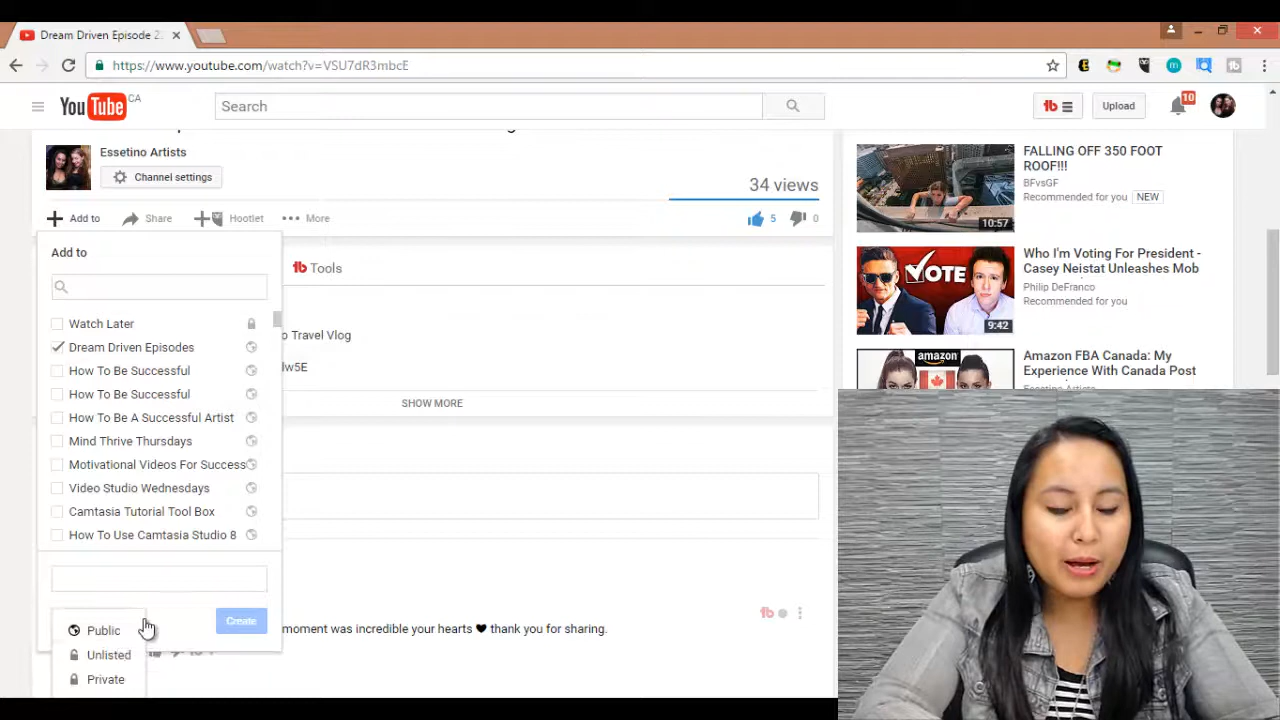 Dream Driven Episode 2
https://www.youtube.com/watch?v=VSU7dR3mbcE
YouTube CA
Search
Upload
10
Essetino Artists
Channel settings
34 views
Add to
Share
Hootlet
More
5
0
Add to
Watch Later
Dream Driven Episodes
How To Be Successful
How To Be Successful
How To Be A Successful Artist
Mind Thrive Thursdays
Motivational Videos For Success
Video Studio Wednesdays
Camtasia Tutorial Tool Box
How To Use Camtasia Studio 8
Create
Public
Unlisted
Private
tb Tools
o Travel Vlog
lw5E
SHOW MORE
moment was incredible your hearts ❤ thank you for sharing.
tb
FALLING OFF 350 FOOT
ROOF!!!
BFvsGF
Recommended for you NEW
10:57
Who I'm Voting For President -
Casey Neistat Unleashes Mob
Philip DeFranco
Recommended for you
VOTE
9:42
Amazon FBA Canada: My
Experience With Canada Post
amazon